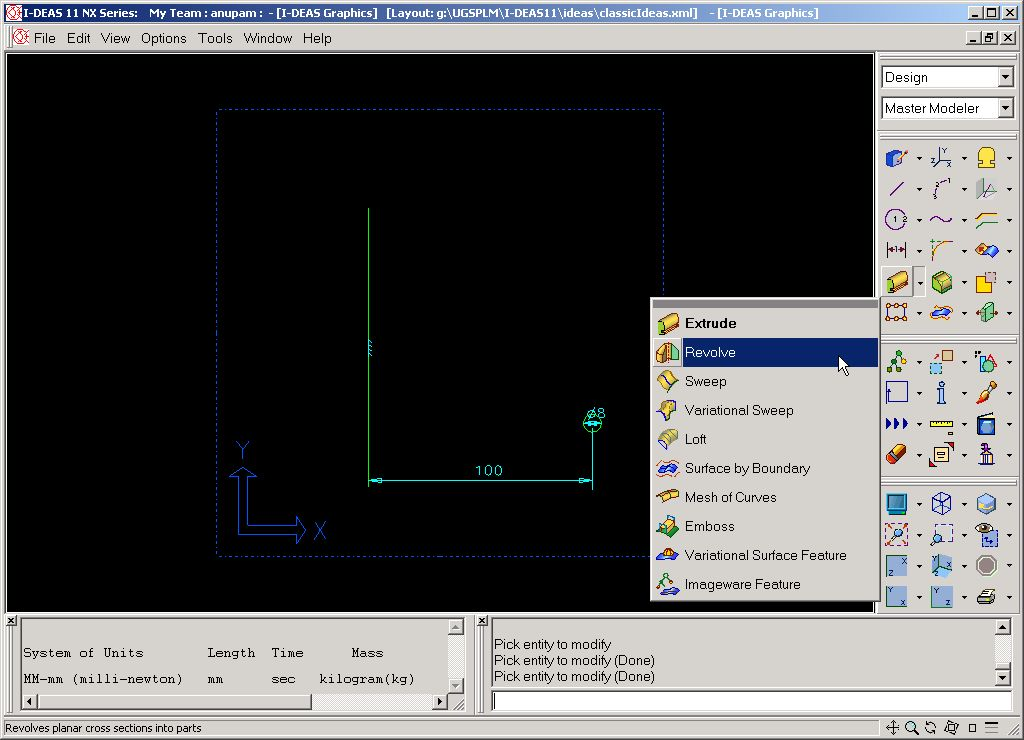 I-DEAS 11 NX Series: My Team : anupam : - [I-DEAS Graphics] [Layout: g:\UGSPLM\I-DEAS11\ideas\classicIdeas.xml] - [I-DEAS Graphics]
File Edit View Options Tools Window Help
Design
Master Modeler
Extrude
Revolve
Sweep
Variational Sweep
Loft
Surface by Boundary
Mesh of Curves
Emboss
Variational Surface Feature
Imageware Feature
100
Y
X
System of Units Length Time Mass
MM-mm (milli-newton) mm sec kilogram(kg)
Pick entity to modify
Pick entity to modify (Done)
Pick entity to modify (Done)
Revolves planar cross sections into parts